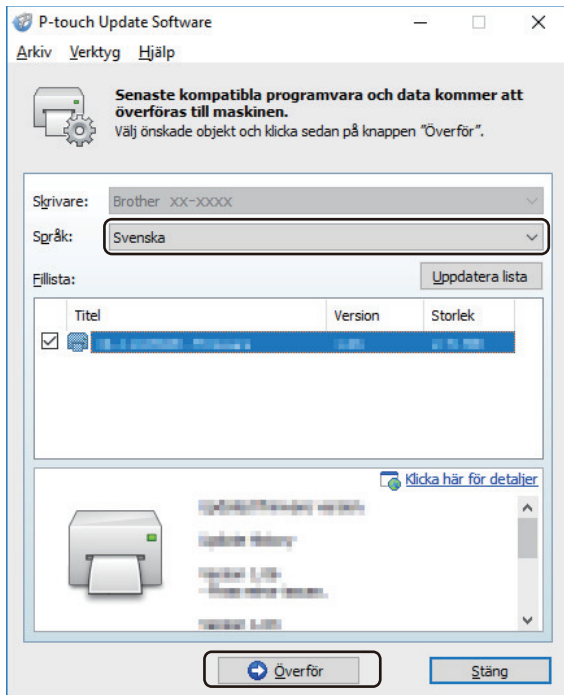 P-touch Update Software
Arkiv Verktyg Hjälp
Senaste kompatibla programvara och data kommer att
överföras till maskinen.
Välj önskade objekt och klicka sedan på knappen "Överför".
Skrivare: Brother XX-XXXX
Språk: Svenska
Fillista: Uppdatera lista
Titel Version Storlek
Klicka här för detaljer
Överför Stäng